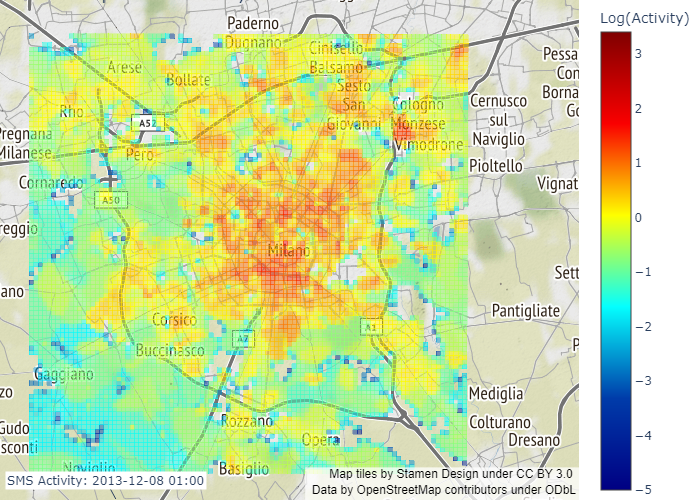 Paderno
Dugnano
Cinisello
Balsamo
Arese
Bollate
Sesto
San
Giovanni
Rho
A52
Cologno
Monzese
Vimodrone
Cernusco
sul
Naviglio
Pessa
Con
Borna
Go
Pregnana
Milanese
Pero
Pioltello
Cornaredo
A50
Vignat
reggio
Milano
Sett
ano
Corsico
A7
A1
Pantigliate
P
Buccinasco
Gaggiano
zo
Mediglia
Rozzano
Colturano
Gudo
sconti
Opera
Dresano
Noviglio
Basiglio
SMS Activity: 2013-12-08 01:00
Map tiles by Stamen Design under CC BY 3.0
Data by OpenStreetMap contributors under ODbL
Log(Activity)
3
2
1
0
−1
−2
−3
−4
−5